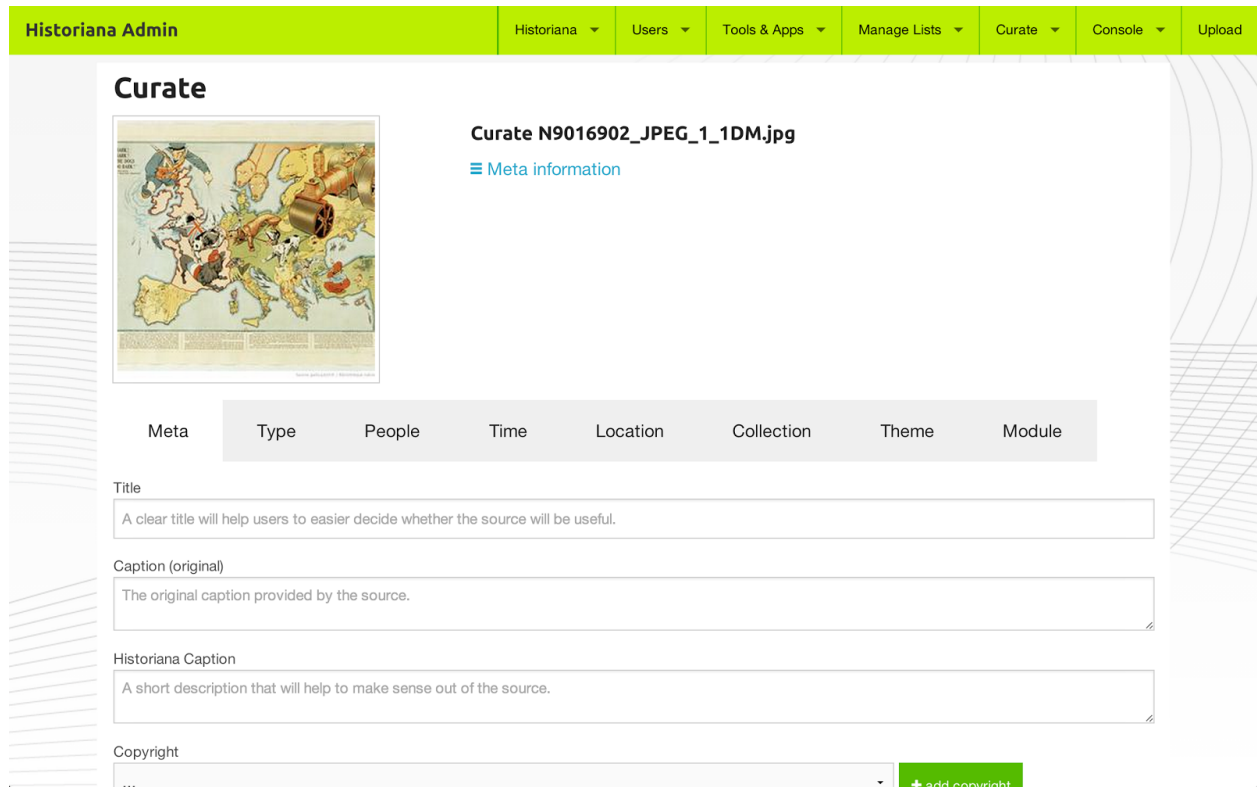 Historiana Admin
Historiana Users Tools & Apps Manage Lists Curate Console Upload
Curate
Curate N9016902_JPEG_1_1DM.jpg
Meta information
Meta Type People Time Location Collection Theme Module
Title
A clear title will help users to easier decide whether the source will be useful.
Caption (original)
The original caption provided by the source.
Historiana Caption
A short description that will help to make sense out of the source.
Copyright
...
+ add copyright